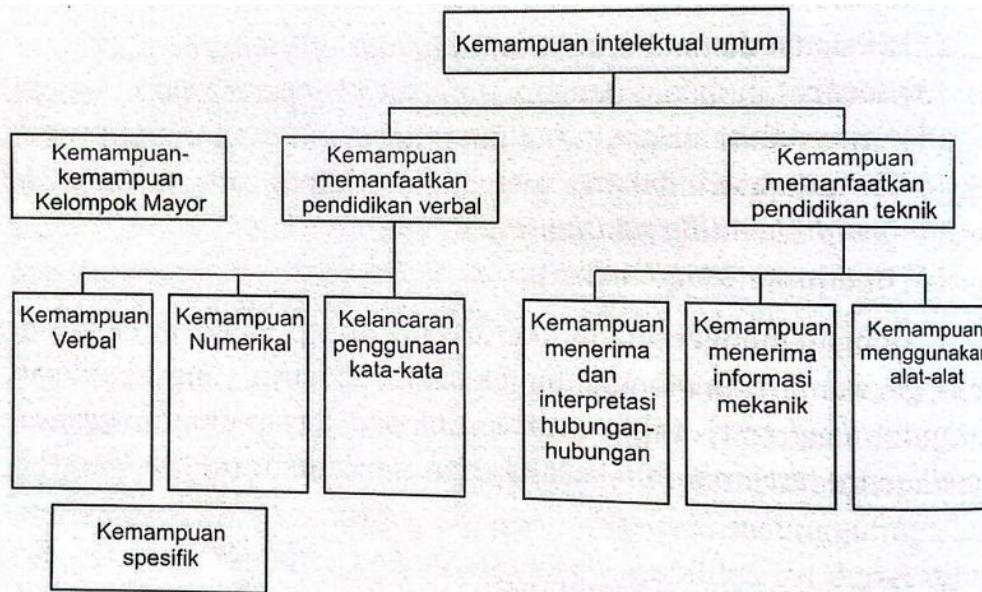 Kemampuan intelektual umum
Kemampuan-
kemampuan
Kelompok Mayor
Kemampuan
memanfaatkan
pendidikan verbal
Kemampuan
memanfaatkan
pendidikan teknik
Kemampuan
Verbal
Kemampuan
Numerikal
Kelancaran
penggunaan
kata-kata
Kemampuan
menerima
dan
interpretasi
hubungan-
hubungan
Kemampuan
menerima
informasi
mekanik
Kemampuan
menggunakan
alat-alat
Kemampuan
spesifik